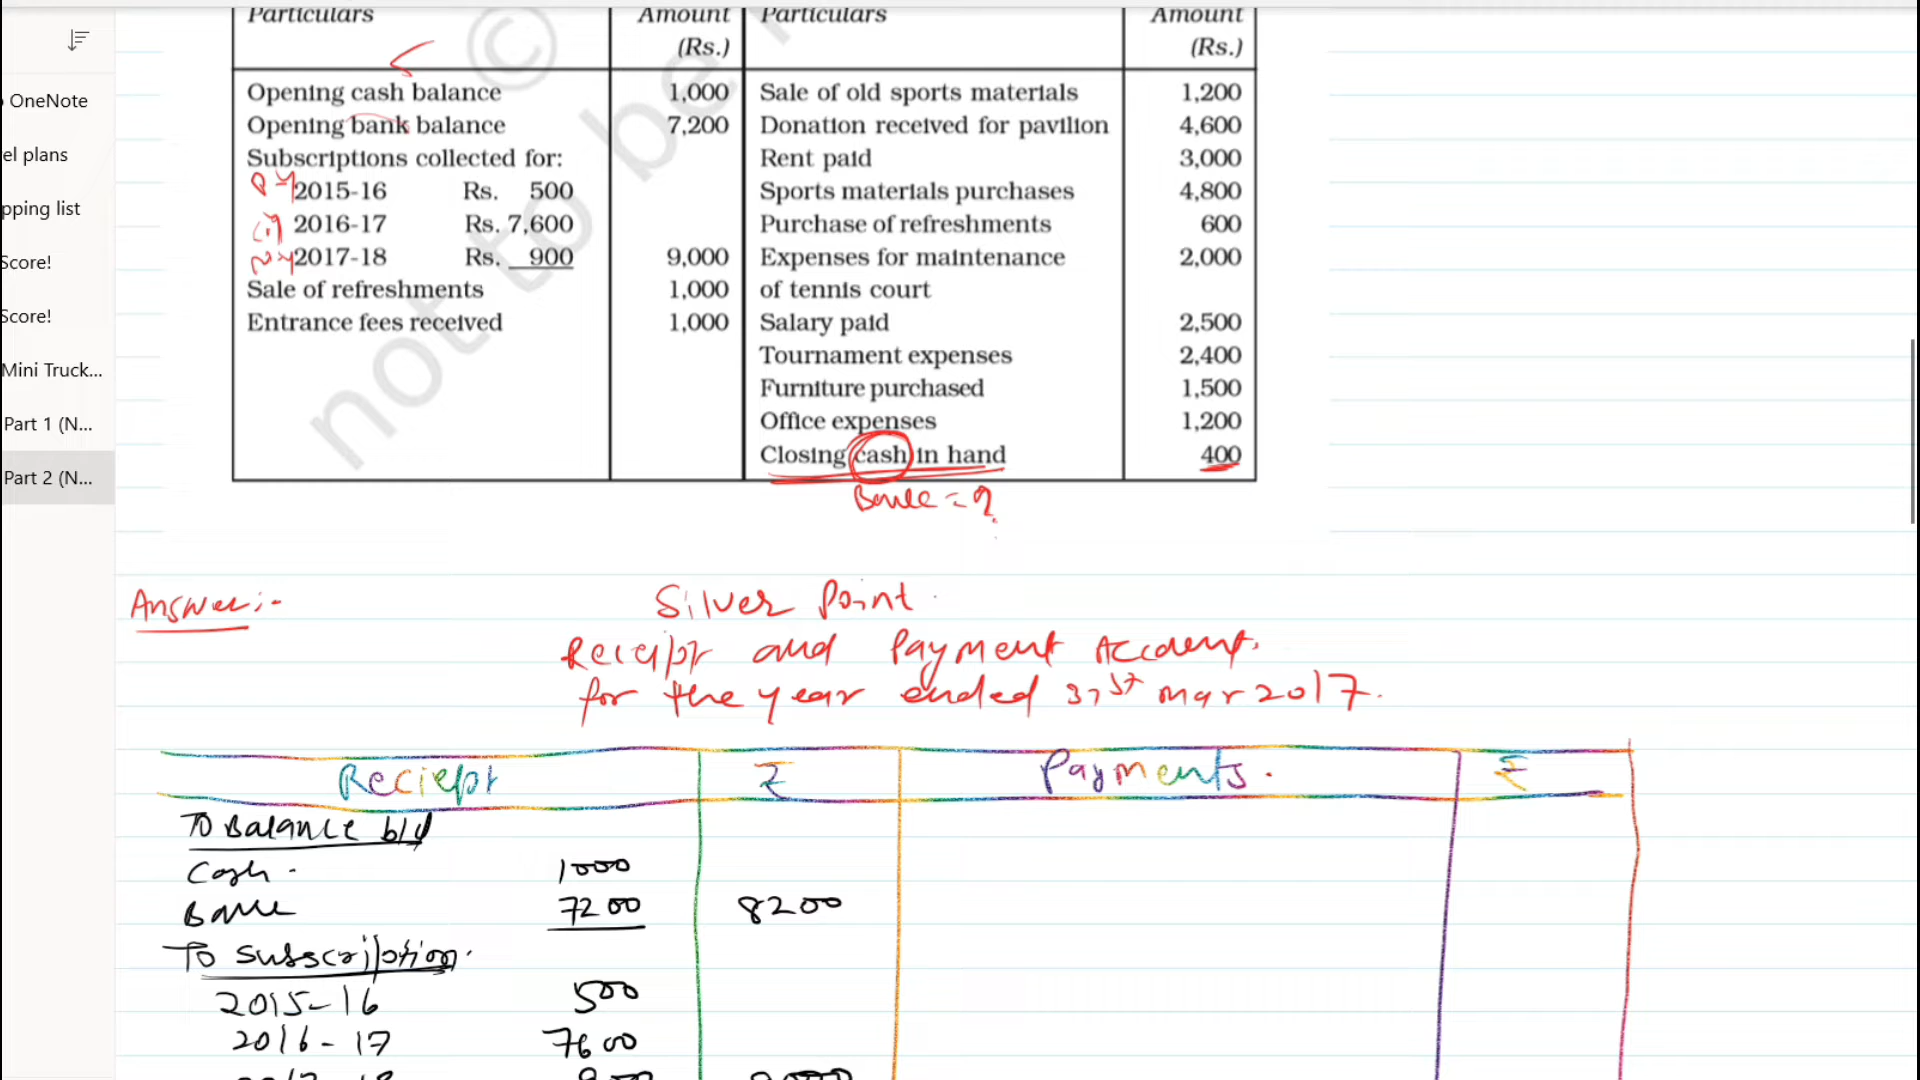 OneNote
el plans
pping list
Score!
Score!
Mini Truck...
Part 1 (N...
Part 2 (N...
Particulars Amount Particulars Amount
(Rs.) (Rs.)
Opening cash balance 1,000 Sale of old sports materials 1,200
Opening bank balance 7,200 Donation received for pavilion 4,600
Subscriptions collected for: Rent paid 3,000
P Y 2015-16 Rs. 500 Sports materials purchases 4,800
C.Y 2016-17 Rs. 7,600 Purchase of refreshments 600
N Y 2017-18 Rs. 900 9,000 Expenses for maintenance 2,000
Sale of refreshments 1,000 of tennis court
Entrance fees received 1,000 Salary paid 2,500
Tournament expenses 2,400
Furniture purchased 1,500
Office expenses 1,200
Closing cash in hand 400
Bank = ?
© not to be r
Answer:-
Silver Point.
Reciept and Payment Account.
for the year ended 31st Mar 2017.
Reciept ₹ Payments. ₹
To Balance b/d
Cash. 1000
Bank 7200 8200
To Subscription.
2015-16 500
2016-17 7600